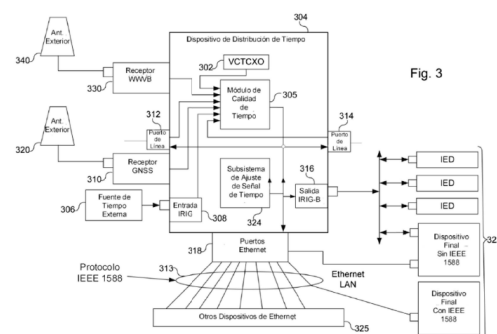 304
Dispositivo de Distribución de Tiempo
Ant.
Exterior
340
Receptor
WWVB
330
302
VCTCXO
Módulo de
Calidad
de
Tiempo
305
Fig. 3
312
Puerto
de
Línea
314
Puerto
de
Línea
Ant.
Exterior
320
Receptor
GNSS
310
Fuente de
Tiempo
Externa
306
Entrada
IRIG
308
Subsistema
de Ajuste
de Señal
de Tiempo
324
316
Salida
IRIG-B
IED
IED
IED
Dispositivo
Final
Sin IEEE
1588
Dispositivo
Final
Con IEEE
1588
32
318
Puertos
Ethernet
313
Protocolo
IEEE 1588
Ethernet
LAN
Otros Dispositivos de Ethernet
325